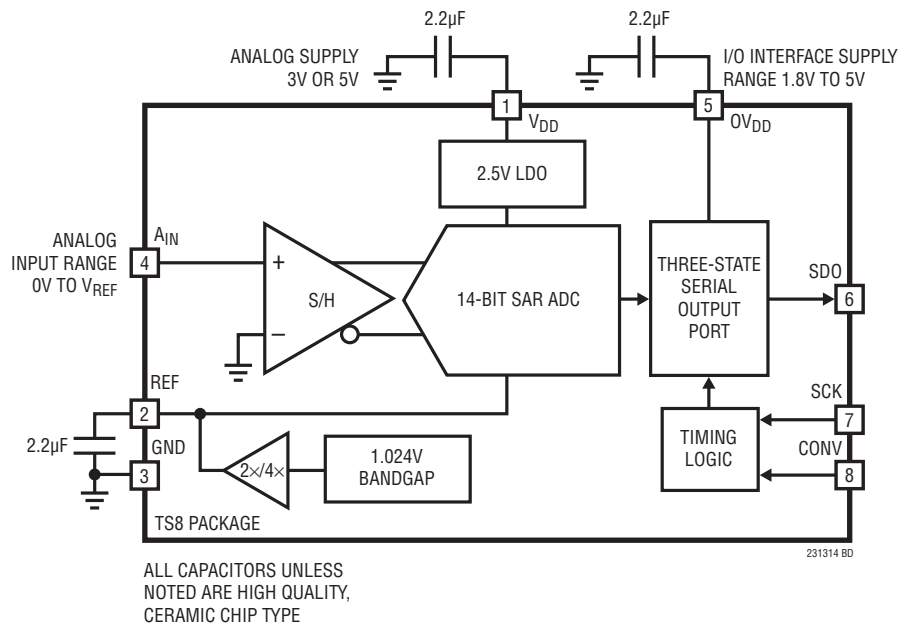 2.2µF
2.2µF
ANALOG SUPPLY
3V OR 5V
I/O INTERFACE SUPPLY
RANGE 1.8V TO 5V
1
VDD
5
OVDD
2.5V LDO
ANALOG
INPUT RANGE
0V TO VREF
4
AIN
+
S/H
−
14-BIT SAR ADC
THREE-STATE
SERIAL
OUTPUT
PORT
SDO
6
REF
2
2.2µF
GND
3
2×/4×
1.024V
BANDGAP
TIMING
LOGIC
SCK
7
CONV
8
TS8 PACKAGE
231314 BD
ALL CAPACITORS UNLESS
NOTED ARE HIGH QUALITY,
CERAMIC CHIP TYPE